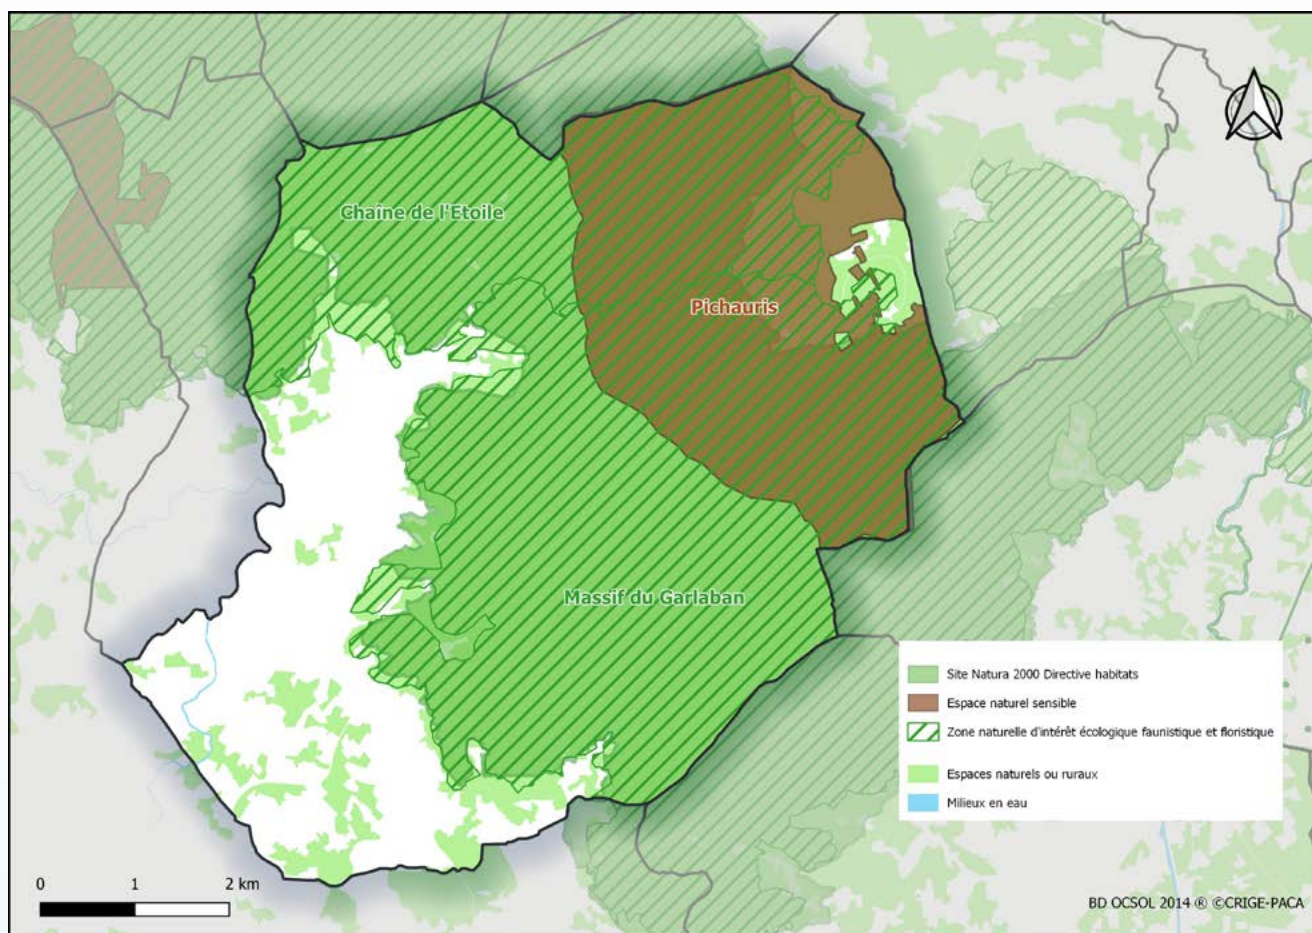 Chaîne de l'Etoile
Pichauris
Massif du Garlaban
Site Natura 2000 Directive habitats
Espace naturel sensible
Zone naturelle d'intérêt écologique faunistique et floristique
Espaces naturels ou ruraux
Milieux en eau
0 1 2 km
BD OCSOL 2014 ® ©CRIGE-PACA